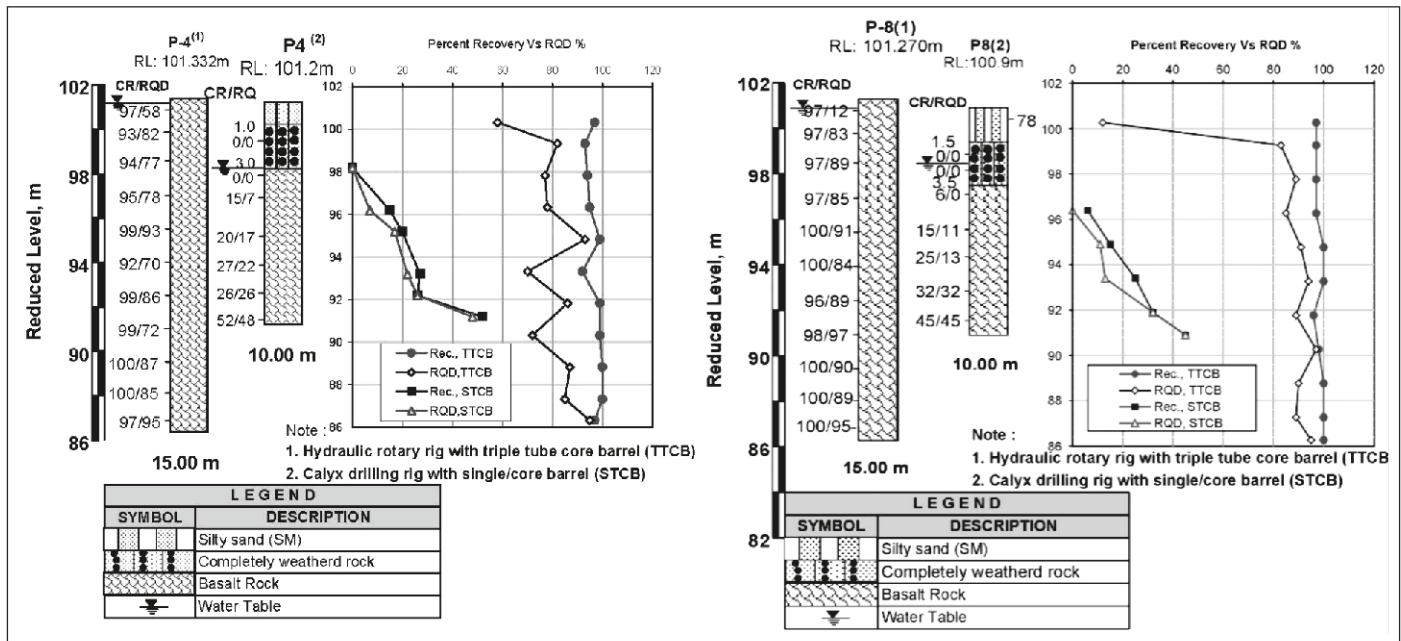 P-4(1)
RL: 101.332m
P4 (2)
RL: 101.2m
Percent Recovery Vs RQD %
0 20 40 60 80 100 120
CR/RQD
CR/RQ
Reduced Level, m
102
98
94
90
86
97/58
93/82
94/77
95/78
99/93
92/70
99/86
99/72
100/87
100/85
97/95
15.00 m
1.0
0/0
3.0
0/0
15/7
20/17
27/22
26/26
52/48
10.00 m
102
100
98
96
94
92
90
88
86
Rec., TTCB
RQD,TTCB
Rec., STCB
RQD,STCB
Note :
1. Hydraulic rotary rig with triple tube core barrel (TTCB)
2. Calyx drilling rig with single/core barrel (STCB)
LEGEND
SYMBOL DESCRIPTION
Silty sand (SM)
Completely weatherd rock
Basalt Rock
Water Table
P-8(1)
RL: 101.270m
P8(2)
RL:100.9m
Percent Recovery Vs RQD %
0 20 40 60 80 100 120
CR/RQD
CR/RQD
Reduced Level, m
102
98
94
90
86
82
97/12
97/83
97/89
97/85
100/91
100/84
96/89
98/97
100/90
100/89
100/95
15.00 m
78
1.5
0/0
0/0
3.5
6/0
15/11
25/13
32/32
45/45
10.00 m
102
100
98
96
94
92
90
88
86
Rec., TTCB
RQD, TTCB
Rec., STCB
RQD, STCB
Note :
1. Hydraulic rotary rig with triple tube core barrel (TTCB
2. Calyx drilling rig with single/core barrel (STCB)
LEGEND
SYMBOL DESCRIPTION
Silty sand (SM)
Completely weatherd rock
Basalt Rock
Water Table